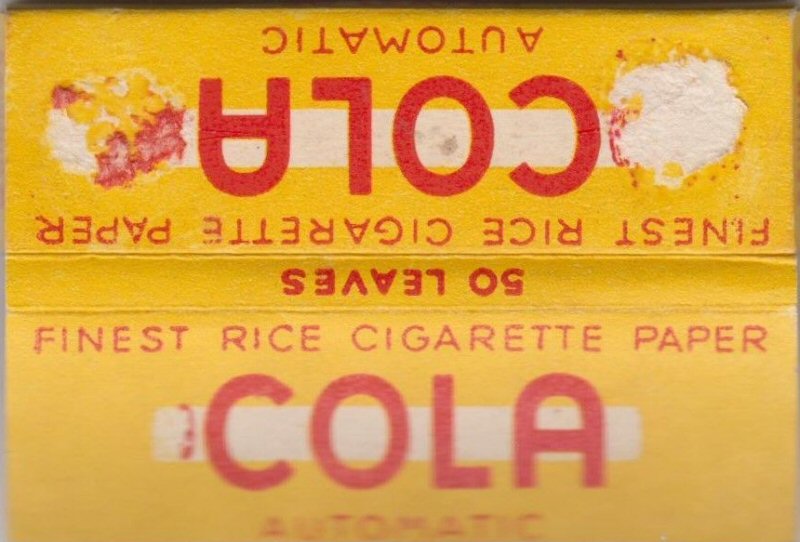 AUTOMATIC
COLA
FINEST RICE CIGARETTE PAPER
50 LEAVES
FINEST RICE CIGARETTE PAPER
COLA
AUTOMATIC